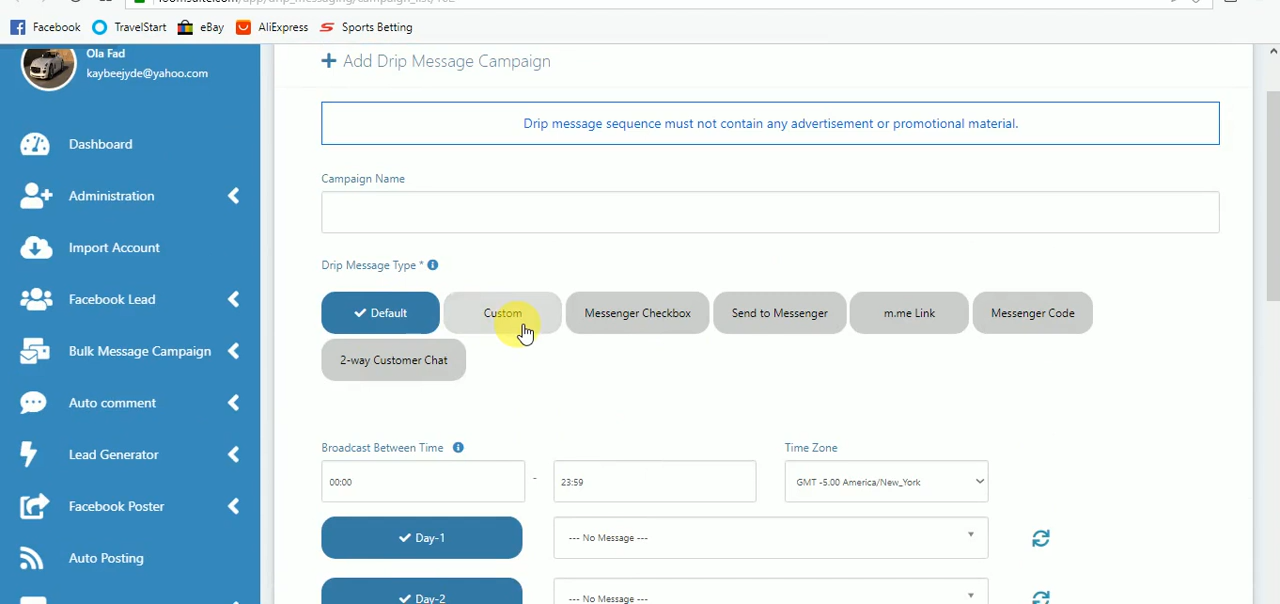 Facebook TravelStart eBay AliExpress Sports Betting
Ola Fad
kaybeejyde@yahoo.com
Dashboard
Administration
Import Account
Facebook Lead
Bulk Message Campaign
Auto comment
Lead Generator
Facebook Poster
Auto Posting
Add Drip Message Campaign
Drip message sequence must not contain any advertisement or promotional material.
Campaign Name
Drip Message Type *
Default Custom Messenger Checkbox Send to Messenger m.me Link Messenger Code
2-way Customer Chat
Broadcast Between Time Time Zone
00:00 - 23:59 GMT -5.00 America/New_York
Day-1 --- No Message ---
Day-2 --- No Message ---